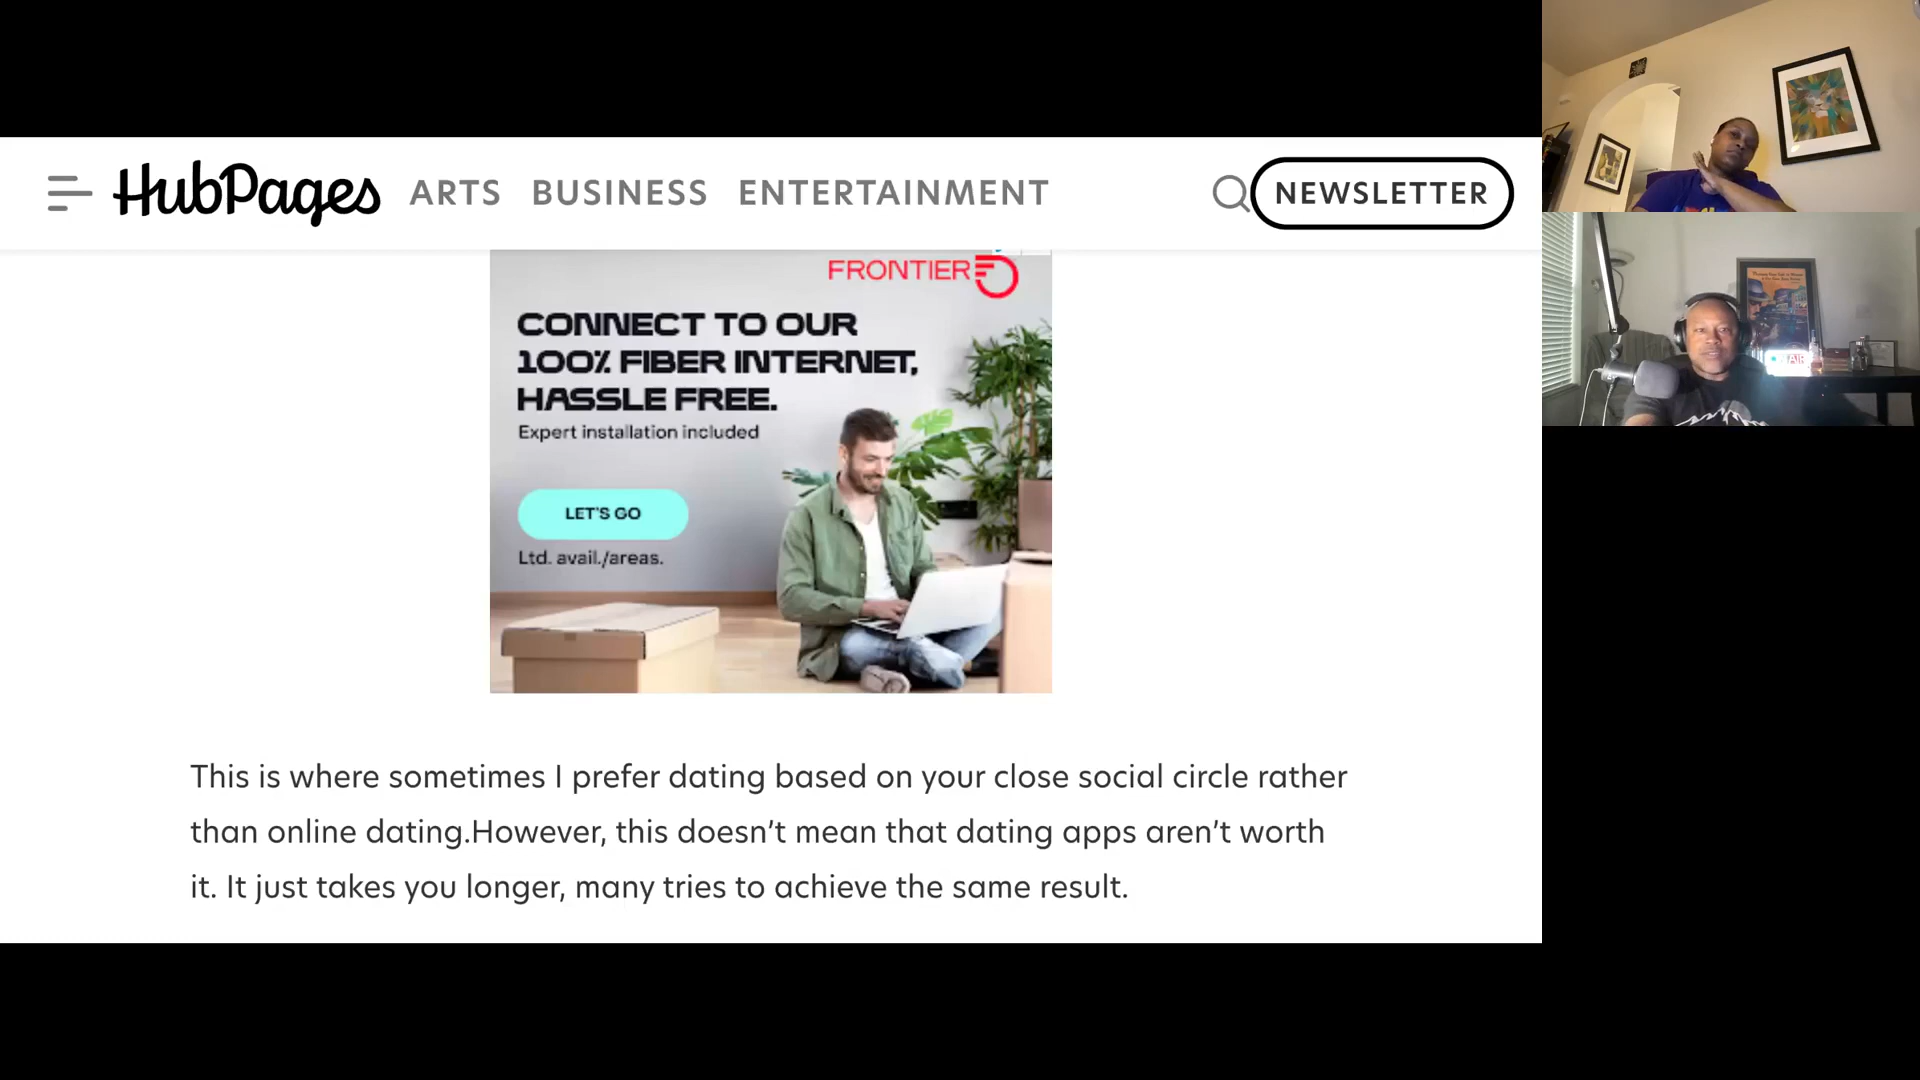 HubPages ARTS BUSINESS ENTERTAINMENT NEWSLETTER
FRONTIER
CONNECT TO OUR
100% FIBER INTERNET,
HASSLE FREE.
Expert installation included
LET'S GO
Ltd. avail./areas.
This is where sometimes I prefer dating based on your close social circle rather
than online dating.However, this doesn't mean that dating apps aren't worth
it. It just takes you longer, many tries to achieve the same result.
AIR